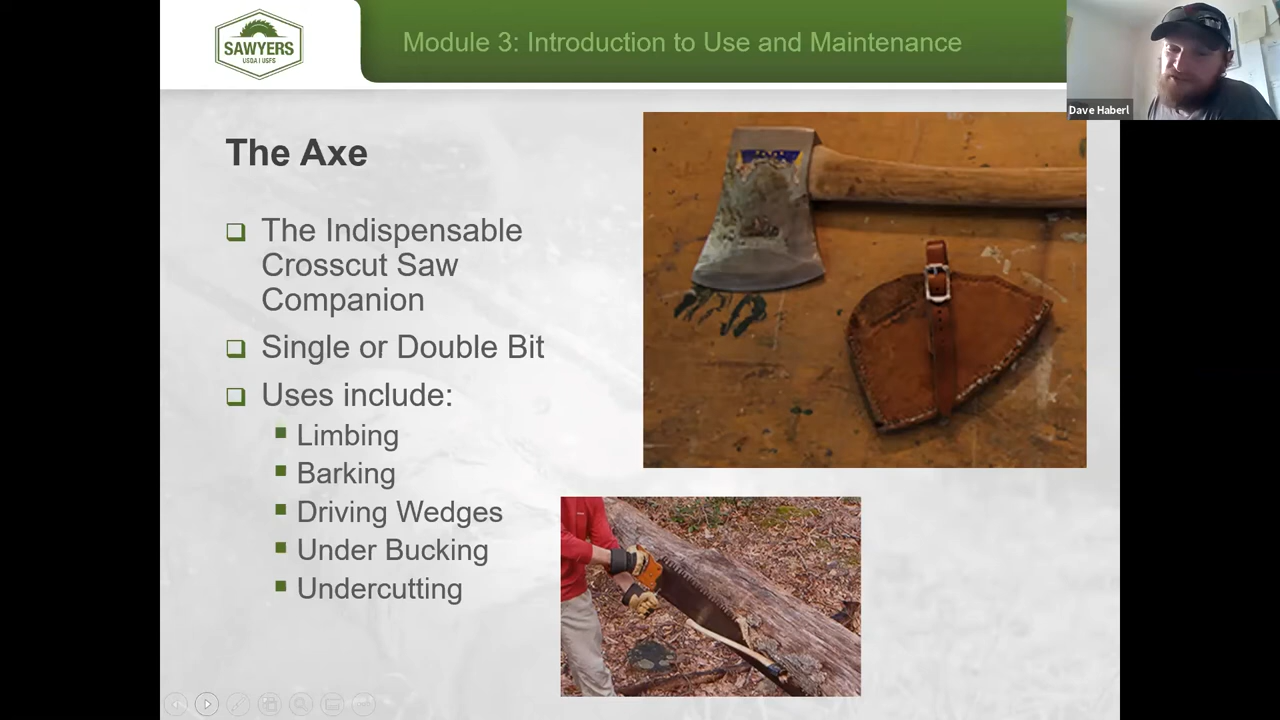 SAWYERS
USDA | USFS
Module 3: Introduction to Use and Maintenance
Dave Haberl
The Axe
The Indispensable
Crosscut Saw
Companion
Single or Double Bit
Uses include:
Limbing
Barking
Driving Wedges
Under Bucking
Undercutting